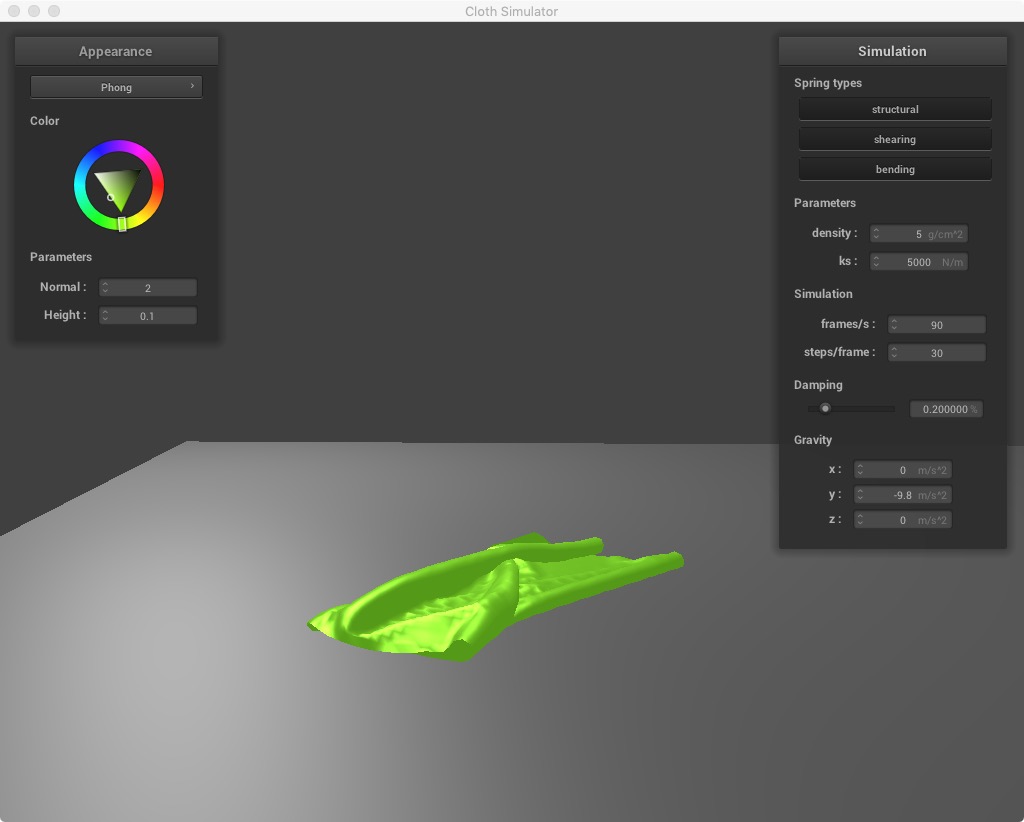 Cloth Simulator
Appearance
Phong
Color
Parameters
Normal : 2
Height : 0.1
Simulation
Spring types
structural
shearing
bending
Parameters
density : 5 g/cm^2
ks : 5000 N/m
Simulation
frames/s : 90
steps/frame : 30
Damping
0.200000 %
Gravity
x : 0 m/s^2
y : -9.8 m/s^2
z : 0 m/s^2